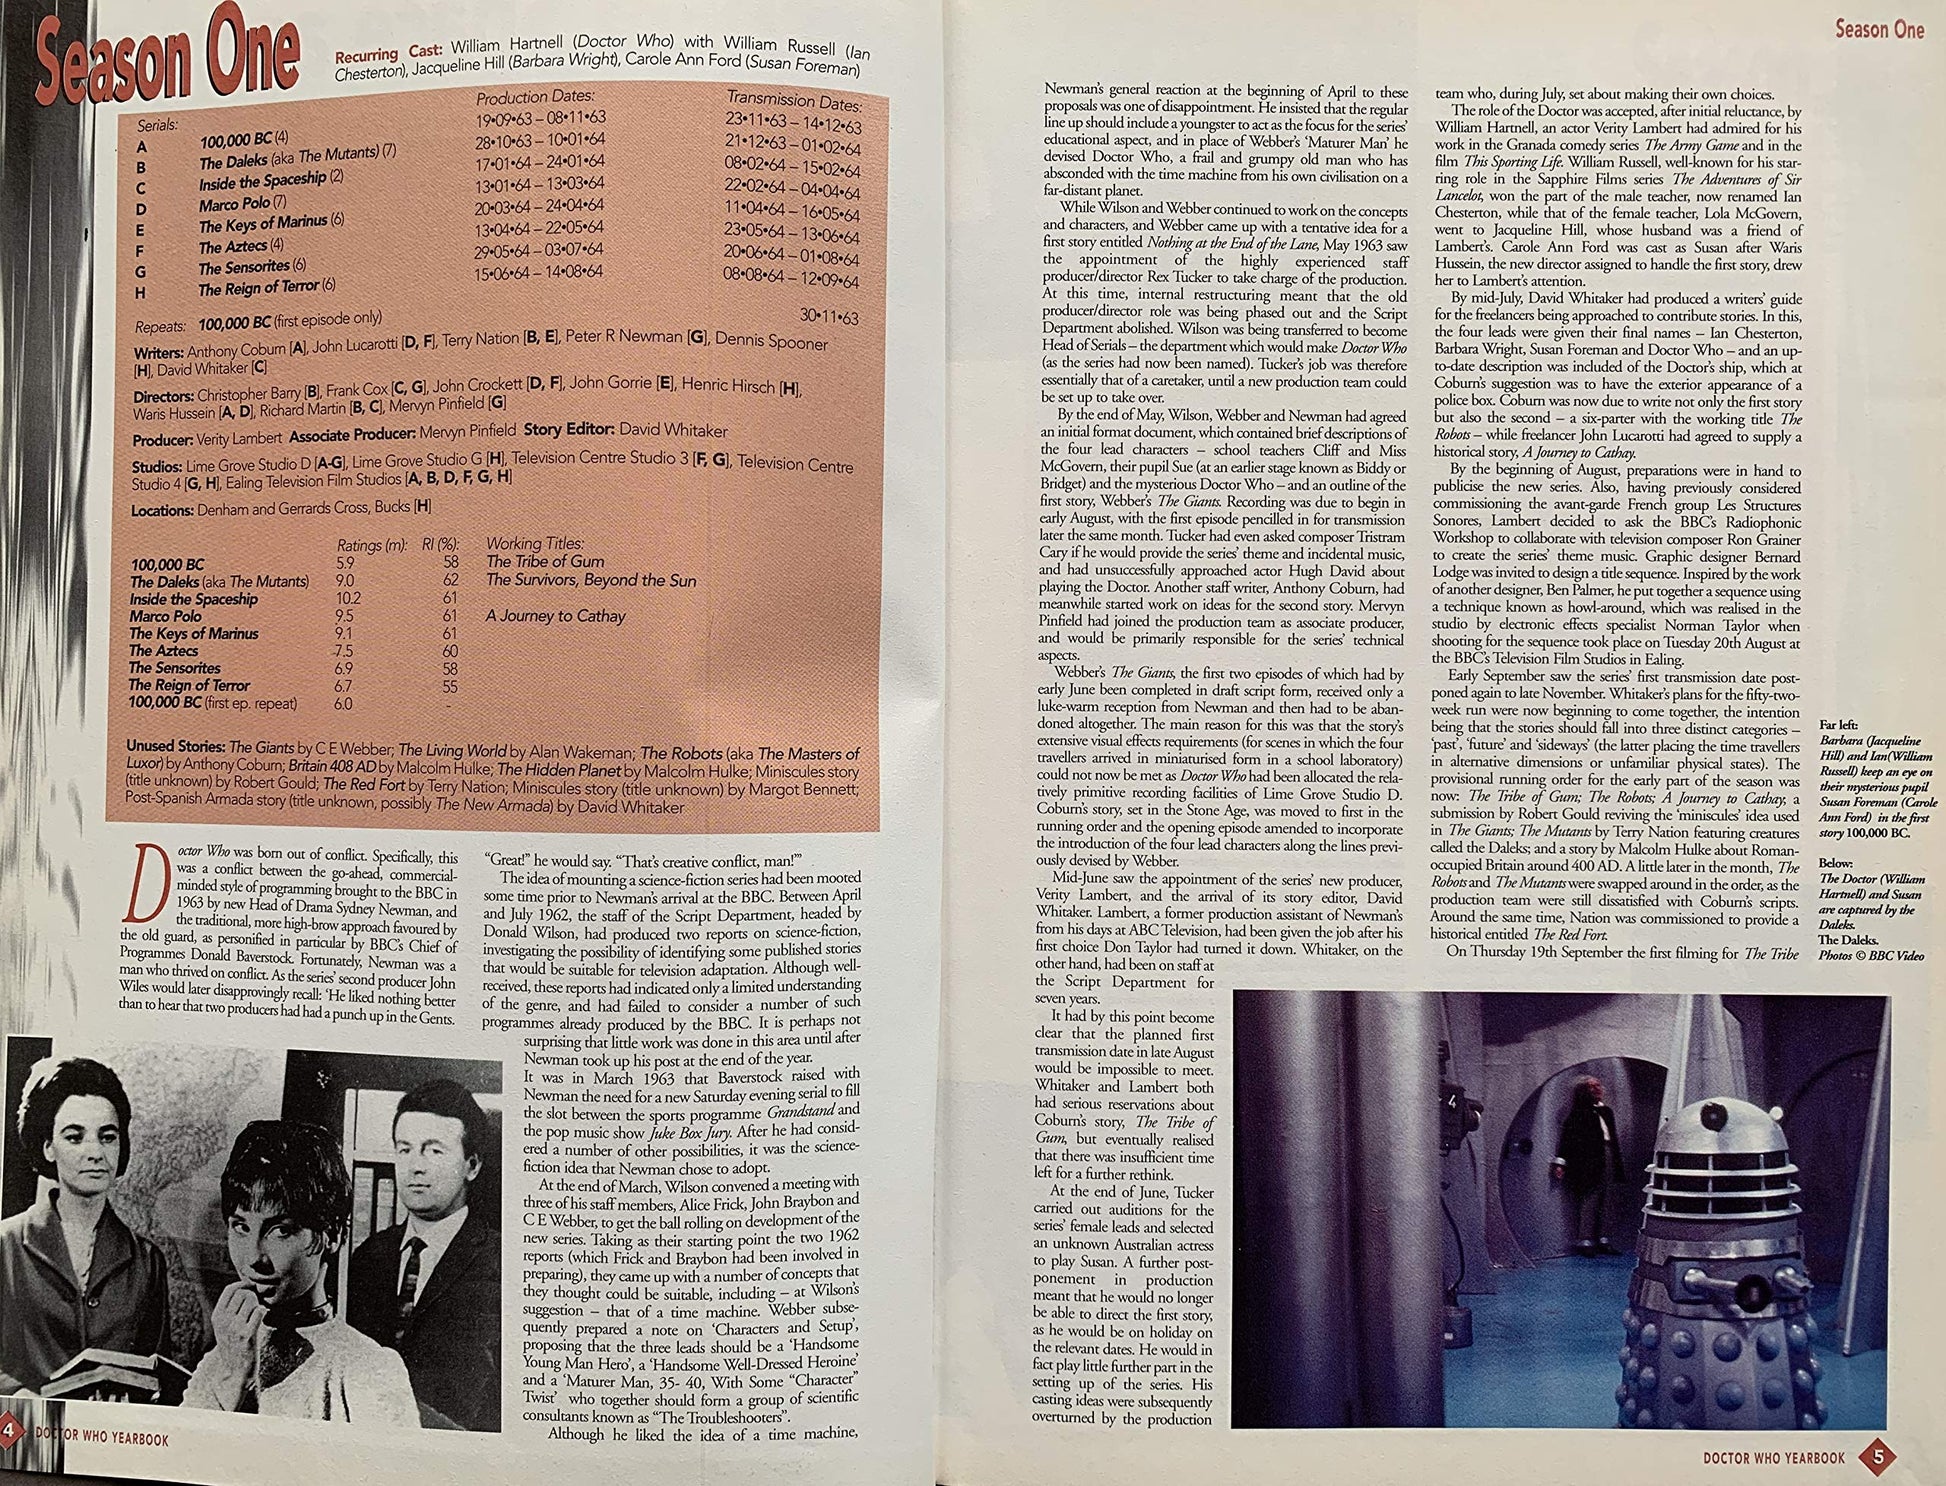 Season One
Recurring Cast: William Hartnell (Doctor Who) with William Russell (Ian
Chesterton), Jacqueline Hill (Barbara Wright), Carole Ann Ford (Susan Foreman)
Serials: Production Dates: Transmission Dates:
A 100,000 BC (4) 19•09•63 – 08•11•63 23•11•63 – 14•12•63
B The Daleks (aka The Mutants) (7) 28•10•63 – 10•01•64 21•12•63 – 01•02•64
C Inside the Spaceship (2) 17•01•64 – 24•01•64 08•02•64 – 15•02•64
D Marco Polo (7) 13•01•64 – 13•03•64 22•02•64 – 04•04•64
E The Keys of Marinus (6) 20•03•64 – 24•04•64 11•04•64 – 16•05•64
F The Aztecs (4) 13•04•64 – 22•05•64 23•05•64 – 13•06•64
G The Sensorites (6) 29•05•64 – 03•07•64 20•06•64 – 01•08•64
H The Reign of Terror (6) 15•06•64 – 14•08•64 08•08•64 – 12•09•64
Repeats: 100,000 BC (first episode only) 30•11•63
Writers: Anthony Coburn [A], John Lucarotti [D, F], Terry Nation [B, E], Peter R Newman [G], Dennis Spooner
[H], David Whitaker [C]
Directors: Christopher Barry [B], Frank Cox [C, G], John Crockett [D, F], John Gorrie [E], Henric Hirsch [H],
Waris Hussein [A, D], Richard Martin [B, C], Mervyn Pinfield [G]
Producer: Verity Lambert Associate Producer: Mervyn Pinfield Story Editor: David Whitaker
Studios: Lime Grove Studio D [A-G], Lime Grove Studio G [H], Television Centre Studio 3 [F, G], Television Centre
Studio 4 [G, H], Ealing Television Film Studios [A, B, D, F, G, H]
Locations: Denham and Gerrards Cross, Bucks [H]
Ratings (m): RI (%): Working Titles:
100,000 BC 5.9 58 The Tribe of Gum
The Daleks (aka The Mutants) 9.0 62 The Survivors, Beyond the Sun
Inside the Spaceship 10.2 61
Marco Polo 9.5 61 A Journey to Cathay
The Keys of Marinus 9.1 61
The Aztecs 7.5 60
The Sensorites 6.9 58
The Reign of Terror 6.7 55
100,000 BC (first ep. repeat) 6.0 -
Unused Stories: The Giants by C E Webber; The Living World by Alan Wakeman; The Robots (aka The Masters of
Luxor) by Anthony Coburn; Britain 408 AD by Malcolm Hulke; The Hidden Planet by Malcolm Hulke; Miniscules story
(title unknown) by Robert Gould; The Red Fort by Terry Nation; Miniscules story (title unknown) by Margot Bennett;
Post-Spanish Armada story (title unknown, possibly The New Armada) by David Whitaker
Doctor Who was born out of conflict. Specifically, this
was a conflict between the go-ahead, commercial-
minded style of programming brought to the BBC in
1963 by new Head of Drama Sydney Newman, and
the traditional, more high-brow approach favoured by
the old guard, as personified in particular by BBC's Chief of
Programmes Donald Baverstock. Fortunately, Newman was a
man who thrived on conflict. As the series' second producer John
Wiles would later disapprovingly recall: 'He liked nothing better
than to hear that two producers had had a punch up in the Gents.
"Great!" he would say. "That's creative conflict, man!"'
The idea of mounting a science-fiction series had been mooted
some time prior to Newman's arrival at the BBC. Between April
and July 1962, the staff of the Script Department, headed by
Donald Wilson, had produced two reports on science-fiction,
investigating the possibility of identifying some published stories
that would be suitable for television adaptation. Although well-
received, these reports had indicated only a limited understanding
of the genre, and had failed to consider a number of such
programmes already produced by the BBC. It is perhaps not
surprising that little work was done in this area until after
Newman took up his post at the end of the year.
It was in March 1963 that Baverstock raised with
Newman the need for a new Saturday evening serial to fill
the slot between the sports programme Grandstand and
the pop music show Juke Box Jury. After he had consid-
ered a number of other possibilities, it was the science-
fiction idea that Newman chose to adopt.
At the end of March, Wilson convened a meeting with
three of his staff members, Alice Frick, John Braybon and
C E Webber, to get the ball rolling on development of the
new series. Taking as their starting point the two 1962
reports (which Frick and Braybon had been involved in
preparing), they came up with a number of concepts that
they thought could be suitable, including – at Wilson's
suggestion – that of a time machine. Webber subse-
quently prepared a note on 'Characters and Setup',
proposing that the three leads should be a 'Handsome
Young Man Hero', a 'Handsome Well-Dressed Heroine'
and a 'Maturer Man, 35- 40, With Some "Character"
Twist' who together should form a group of scientific
consultants known as "The Troubleshooters".
Although he liked the idea of a time machine,
4 DOCTOR WHO YEARBOOK
Season One
Newman's general reaction at the beginning of April to these
proposals was one of disappointment. He insisted that the regular
line up should include a youngster to act as the focus for the series'
educational aspect, and in place of Webber's 'Maturer Man' he
devised Doctor Who, a frail and grumpy old man who has
absconded with the time machine from his own civilisation on a
far-distant planet.
While Wilson and Webber continued to work on the concepts
and characters, and Webber came up with a tentative idea for a
first story entitled Nothing at the End of the Lane, May 1963 saw
the appointment of the highly experienced staff
producer/director Rex Tucker to take charge of the production.
At this time, internal restructuring meant that the old
producer/director role was being phased out and the Script
Department abolished. Wilson was being transferred to become
Head of Serials – the department which would make Doctor Who
(as the series had now been named). Tucker's job was therefore
essentially that of a caretaker, until a new production team could
be set up to take over.
By the end of May, Wilson, Webber and Newman had agreed
an initial format document, which contained brief descriptions of
the four lead characters – school teachers Cliff and Miss
McGovern, their pupil Sue (at an earlier stage known as Biddy or
Bridget) and the mysterious Doctor Who – and an outline of the
first story, Webber's The Giants. Recording was due to begin in
early August, with the first episode pencilled in for transmission
later the same month. Tucker had even asked composer Tristram
Cary if he would provide the series' theme and incidental music,
and had unsuccessfully approached actor Hugh David about
playing the Doctor. Another staff writer, Anthony Coburn, had
meanwhile started work on ideas for the second story. Mervyn
Pinfield had joined the production team as associate producer,
and would be primarily responsible for the series' technical
aspects.
Webber's The Giants, the first two episodes of which had by
early June been completed in draft script form, received only a
luke-warm reception from Newman and then had to be aban-
doned altogether. The main reason for this was that the story's
extensive visual effects requirements (for scenes in which the four
travellers arrived in miniaturised form in a school laboratory)
could not now be met as Doctor Who had been allocated the rela-
tively primitive recording facilities of Lime Grove Studio D.
Coburn's story, set in the Stone Age, was moved to first in the
running order and the opening episode amended to incorporate
the introduction of the four lead characters along the lines previ-
ously devised by Webber.
Mid-June saw the appointment of the series' new producer,
Verity Lambert, and the arrival of its story editor, David
Whitaker. Lambert, a former production assistant of Newman's
from his days at ABC Television, had been given the job after his
first choice Don Taylor had turned it down. Whitaker, on the
other hand, had been on staff at
the Script Department for
seven years.
It had by this point become
clear that the planned first
transmission date in late August
would be impossible to meet.
Whitaker and Lambert both
had serious reservations about
Coburn's story, The Tribe of
Gum, but eventually realised
that there was insufficient time
left for a further rethink.
At the end of June, Tucker
carried out auditions for the
series' female leads and selected
an unknown Australian actress
to play Susan. A further post-
ponement in production
meant that he would no longer
be able to direct the first story,
as he would be on holiday on
the relevant dates. He would in
fact play little further part in the
setting up of the series. His
casting ideas were subsequently
overturned by the production
team who, during July, set about making their own choices.
The role of the Doctor was accepted, after initial reluctance, by
William Hartnell, an actor Verity Lambert had admired for his
work in the Granada comedy series The Army Game and in the
film This Sporting Life. William Russell, well-known for his star-
ring role in the Sapphire Films series The Adventures of Sir
Lancelot, won the part of the male teacher, now renamed Ian
Chesterton, while that of the female teacher, Lola McGovern,
went to Jacqueline Hill, whose husband was a friend of
Lambert's. Carole Ann Ford was cast as Susan after Waris
Hussein, the new director assigned to handle the first story, drew
her to Lambert's attention.
By mid-July, David Whitaker had produced a writers' guide
for the freelancers being approached to contribute stories. In this,
the four leads were given their final names – Ian Chesterton,
Barbara Wright, Susan Foreman and Doctor Who – and an up-
to-date description was included of the Doctor's ship, which at
Coburn's suggestion was to have the exterior appearance of a
police box. Coburn was now due to write not only the first story
but also the second – a six-parter with the working title The
Robots – while freelancer John Lucarotti had agreed to supply a
historical story, A Journey to Cathay.
By the beginning of August, preparations were in hand to
publicise the new series. Also, having previously considered
commissioning the avant-garde French group Les Structures
Sonores, Lambert decided to ask the BBC's Radiophonic
Workshop to collaborate with television composer Ron Grainer
to create the series' theme music. Graphic designer Bernard
Lodge was invited to design a title sequence. Inspired by the work
of another designer, Ben Palmer, he put together a sequence using
a technique known as howl-around, which was realised in the
studio by electronic effects specialist Norman Taylor when
shooting for the sequence took place on Tuesday 20th August at
the BBC's Television Film Studios in Ealing.
Early September saw the series' first transmission date post-
poned again to late November. Whitaker's plans for the fifty-two-
week run were now beginning to come together, the intention
being that the stories should fall into three distinct categories –
'past', 'future' and 'sideways' (the latter placing the time travellers
in alternative dimensions or unfamiliar physical states). The
provisional running order for the early part of the season was
now: The Tribe of Gum; The Robots; A Journey to Cathay, a
submission by Robert Gould reviving the 'miniscules' idea used
in The Giants; The Mutants by Terry Nation featuring creatures
called the Daleks; and a story by Malcolm Hulke about Roman-
occupied Britain around 400 AD. A little later in the month, The
Robots and The Mutants were swapped around in the order, as the
production team were still dissatisfied with Coburn's scripts.
Around the same time, Nation was commissioned to provide a
historical entitled The Red Fort.
On Thursday 19th September the first filming for The Tribe
Far left:
Barbara (Jacqueline
Hill) and Ian(William
Russell) keep an eye on
their mysterious pupil
Susan Foreman (Carole
Ann Ford) in the first
story 100,000 BC.
Below:
The Doctor (William
Hartnell) and Susan
are captured by the
Daleks.
The Daleks.
Photos © BBC Video
4
DOCTOR WHO YEARBOOK 5